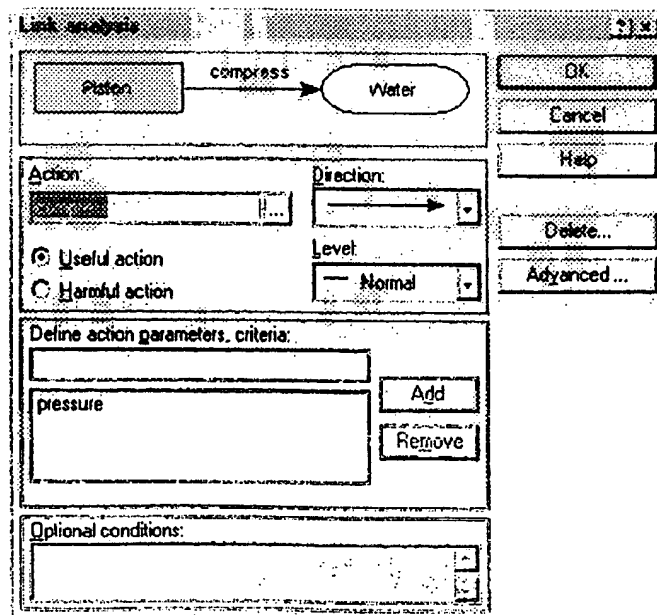 Link analysis
compress
Piston
Water
OK
Cancel
Help
Action:
Direction:
...
Useful action
Harmful action
Level:
Normal
Delete...
Advanced ...
Define action parameters, criteria:
Add
pressure
Remove
Optional conditions: